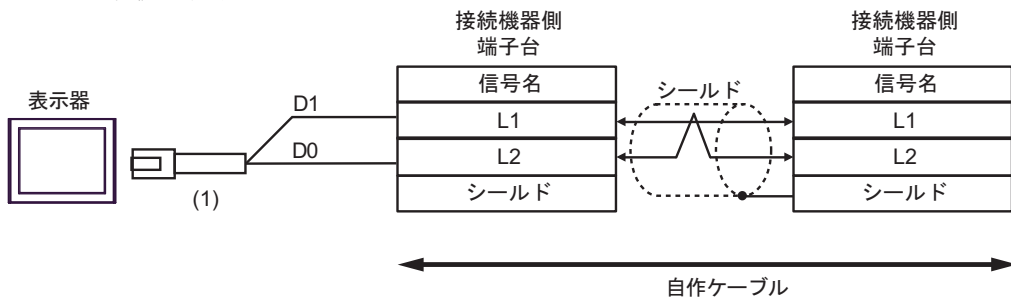 接続機器側
端子台
接続機器側
端子台
表示器
信号名
シールド
信号名
D1
L1
L1
D0
L2
L2
(1)
シールド
シールド
自作ケーブル